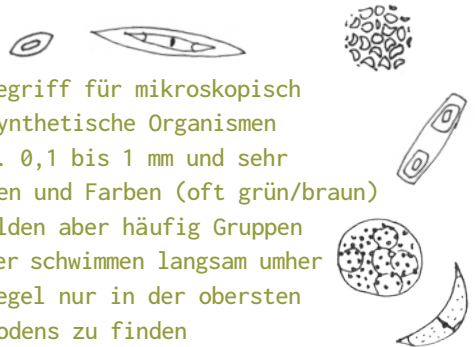 egriff für mikroskopisch
ynthetische Organismen
. 0,1 bis 1 mm und sehr
en und Farben (oft grün/braun)
lden aber häufig Gruppen
er schwimmen langsam umher
egel nur in der obersten
odens zu finden